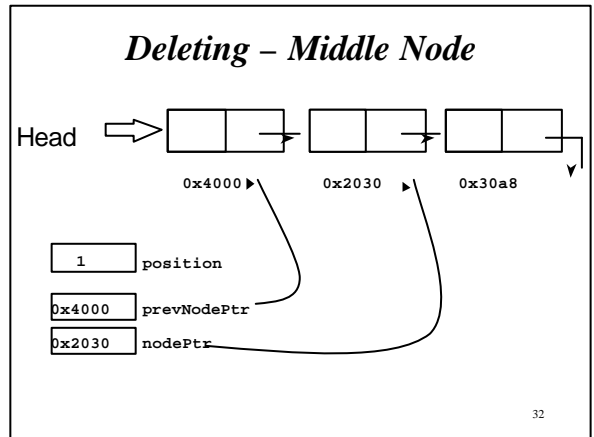 Deleting – Middle Node
Head
0x4000 0x2030 0x30a8
1 position
0x4000 prevNodePtr
0x2030 nodePtr
32